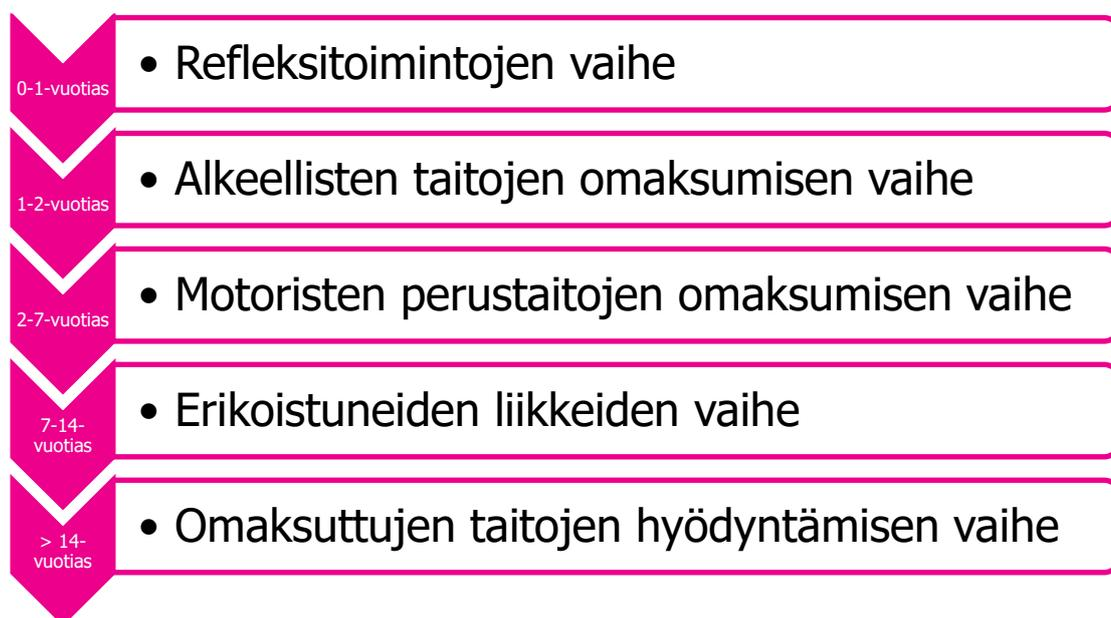 0-1-vuotias
• Refleksitoimintojen vaihe
1-2-vuotias
• Alkeellisten taitojen omaksumisen vaihe
2-7-vuotias
• Motoristen perustaitojen omaksumisen vaihe
7-14-
vuotias
• Erikoistuneiden liikkeiden vaihe
> 14-
vuotias
• Omaksuttujen taitojen hyödyntämisen vaihe